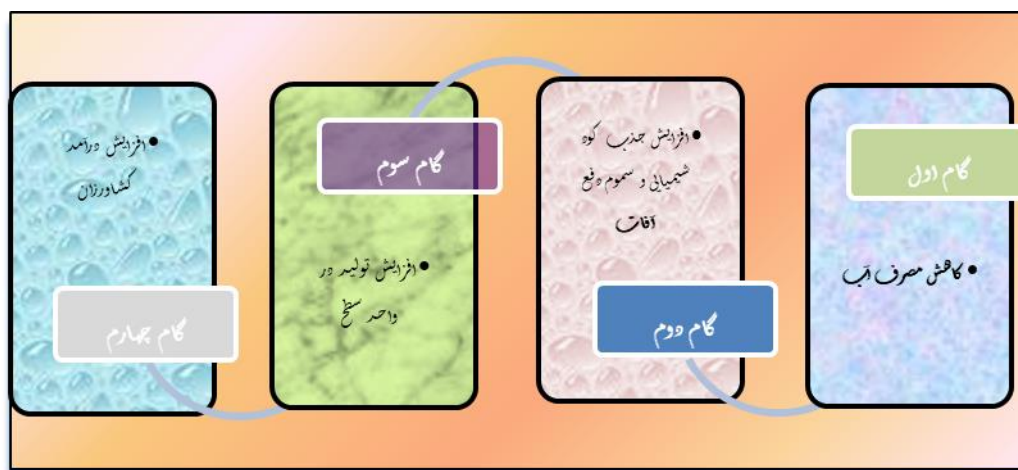 گام اول
• کاهش مصرف آب
• افزایش جذب کود
شیمیایی و سموم دفع
آفات
گام دوم
گام سوم
• افزایش تولید در
واحد سطح
• افزایش درآمد
کشاورزان
گام چهارم